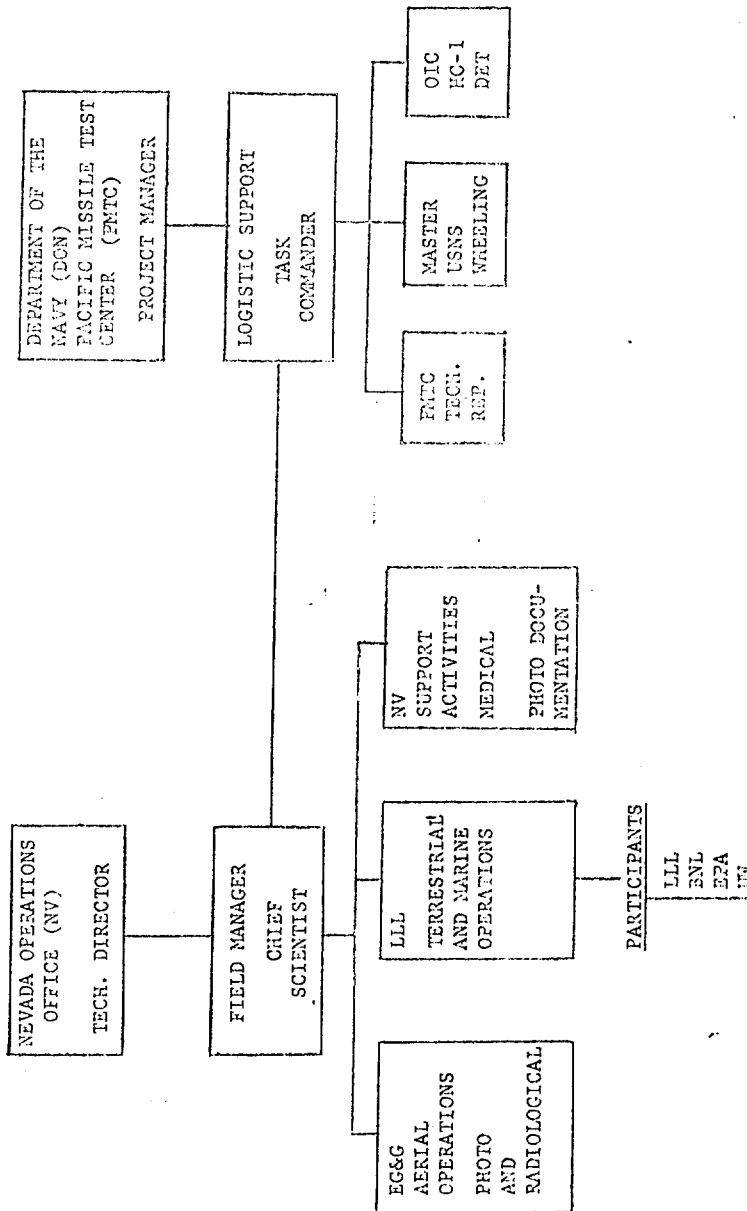 NEVADA OPERATIONS
OFFICE (NV)
TECH. DIRECTOR
DEPARTMENT OF THE
NAVY (DON)
PACIFIC MISSILE TEST
CENTER (PMTC)
PROJECT MANAGER
FIELD MANAGER
CHIEF
SCIENTIST
LOGISTIC SUPPORT
TASK
COMMANDER
EG&G
AERIAL OPERATIONS
PHOTO
AND
RADIOLOGICAL
LLL
TERRESTRIAL
AND MARINE
OPERATIONS
NV
SUPPORT
ACTIVITIES
MEDICAL
PHOTO DOCU-
MENTATION
PMTC
TECH.
REP.
MASTER
USNS
WHEELING
OIC
HC-1
DET
PARTICIPANTS
LLL
BNL
EPA